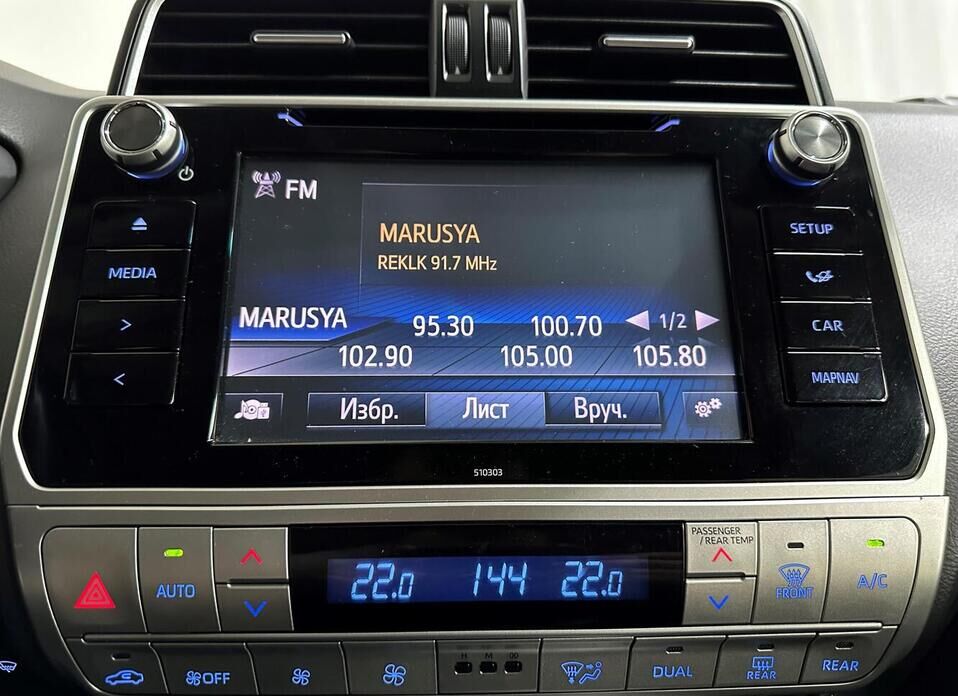 FM
MARUSYA
REKLK 91.7 MHz
MARUSYA
95.30
100.70
1/2
102.90
105.00
105.80
Избр.
Лист
Вруч.
MEDIA
SETUP
CAR
MAPNAV
510303
AUTO
22.0
144
22.0
PASSENGER
/REAR TEMP
FRONT
A/C
OFF
H M 00
DUAL
REAR
REAR